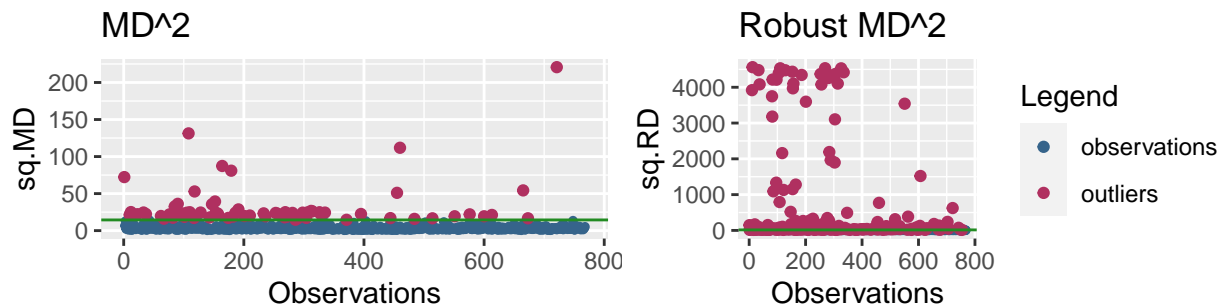 MD^2
Robust MD^2
200
150
100
50
0
sq.MD
0 200 400 600 800
Observations
4000
3000
2000
1000
0
sq.RD
0 200 400 600 800
Observations
Legend
observations
outliers